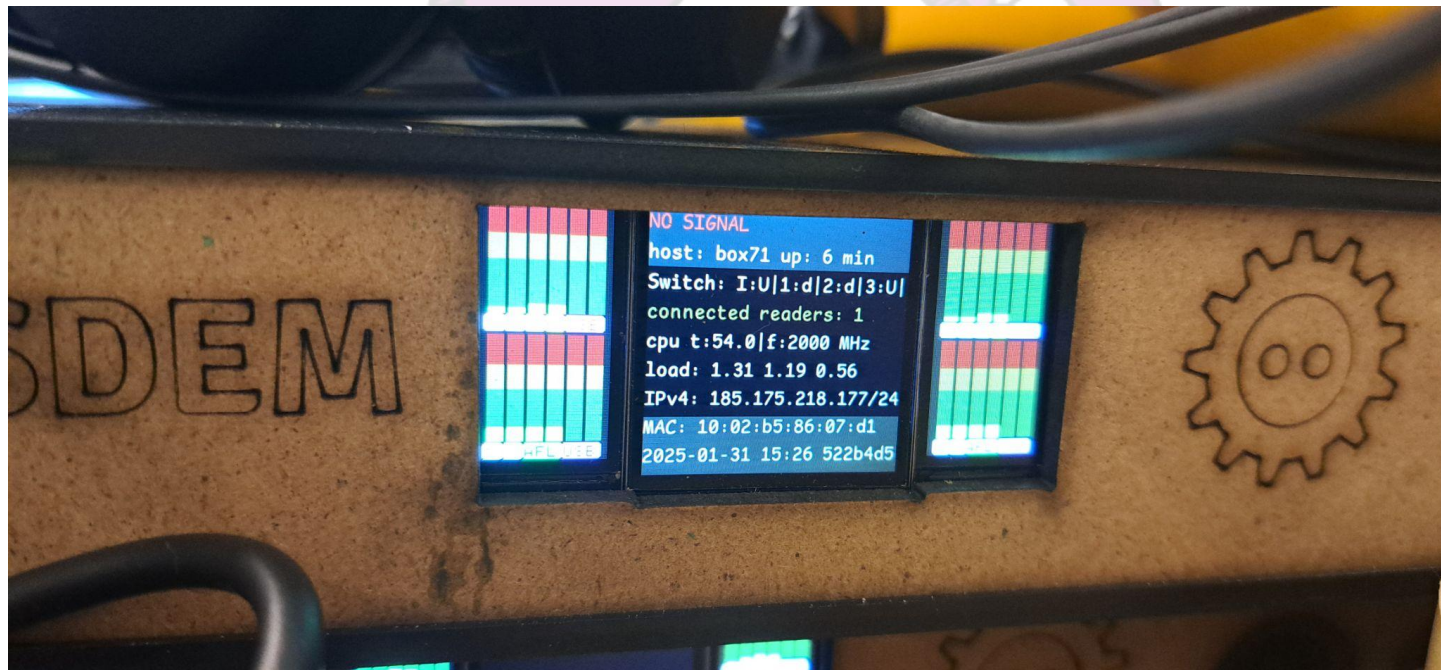 SDEM
NO SIGNAL
host: box71 up: 6 min
Switch: I:U|1:d|2:d|3:U|
connected readers: 1
cpu t:54.0|f:2000 MHz
load: 1.31 1.19 0.56
IPv4: 185.175.218.177/24
MAC: 10:02:b5:86:07:d1
2025-01-31 15:26 522b4d5